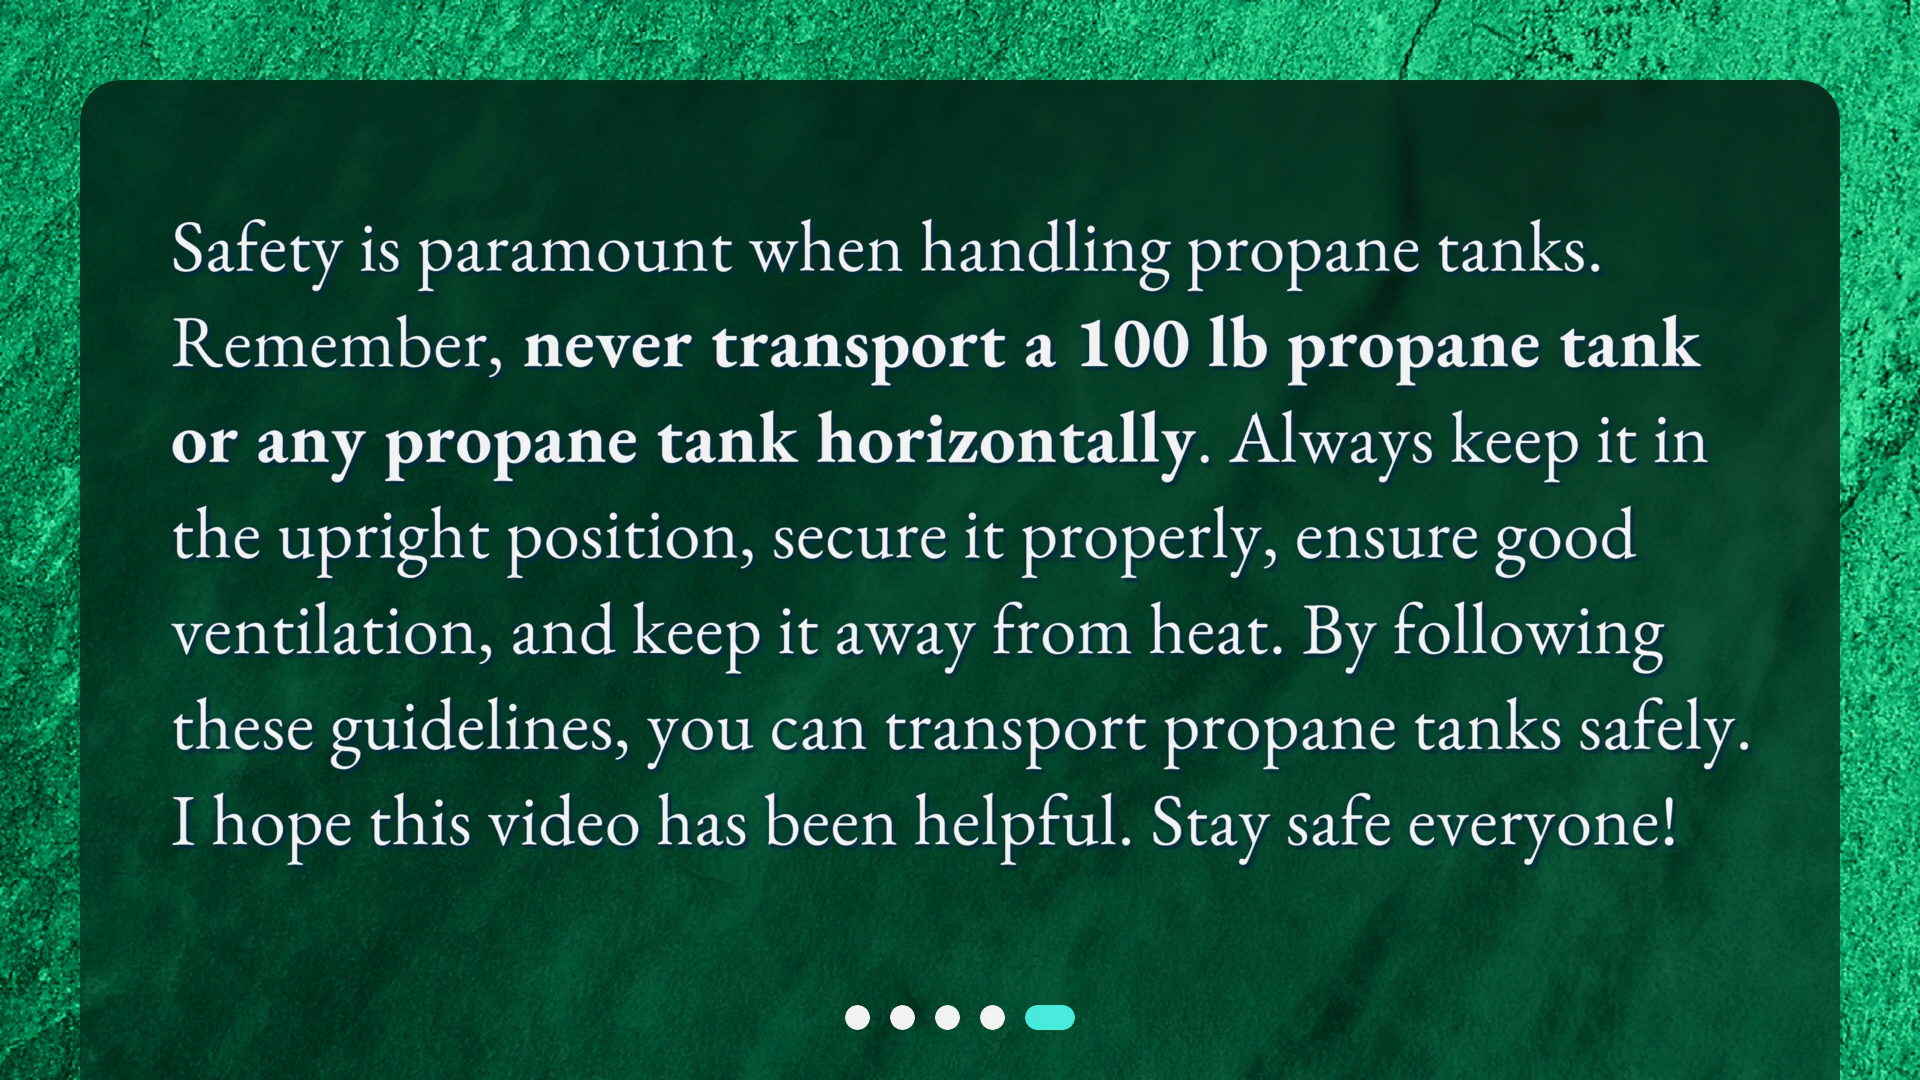 Safety is paramount when handling propane tanks.
Remember, never transport a 100 lb propane tank
or any propane tank horizontally. Always keep it in
the upright position, secure it properly, ensure good
ventilation, and keep it away from heat. By following
these guidelines, you can transport propane tanks safely.
I hope this video has been helpful. Stay safe everyone!